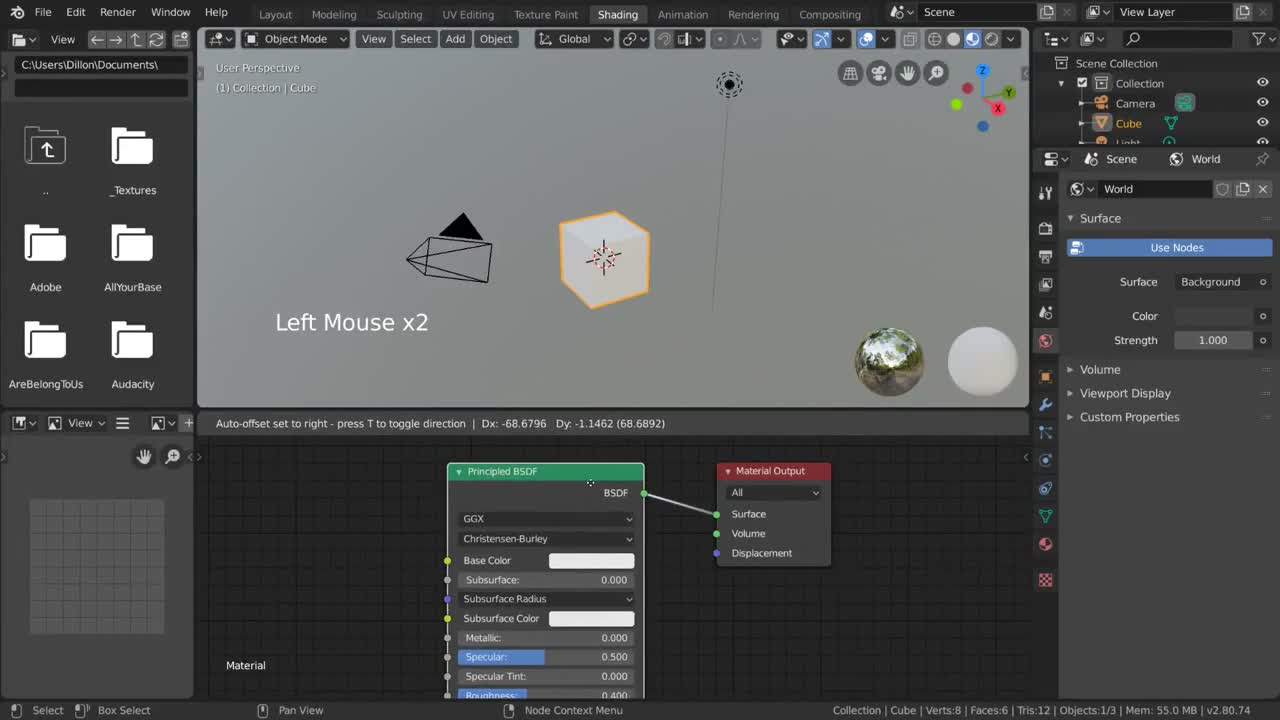 File Edit Render Window Help
Layout Modeling Sculpting UV Editing Texture Paint Shading Animation Rendering Compositing
Scene
View Layer
View
Object Mode
View Select Add Object
Global
C:\Users\Dillon\Documents\
User Perspective
(1) Collection | Cube
Z
Y
X
Scene Collection
Collection
Camera
Cube
Light
Scene World
World
Surface
Use Nodes
Surface Background
Color
Strength 1.000
Volume
Viewport Display
Custom Properties
.. _Textures
Adobe AllYourBase
AreBelongToUs Audacity
Left Mouse x2
View
Auto-offset set to right - press T to toggle direction | Dx: -68.6796 Dy: -1.1462 (68.6892)
Principled BSDF
BSDF
GGX
Christensen-Burley
Base Color
Subsurface: 0.000
Subsurface Radius
Subsurface Color
Metallic: 0.000
Specular: 0.500
Specular Tint: 0.000
Roughness: 0.400
Material Output
All
Surface
Volume
Displacement
Material
Select Box Select Pan View Node Context Menu
Collection | Cube | Verts:8 | Faces:6 | Tris:12 | Objects:1/3 | Mem: 55.0 MB | v2.80.74